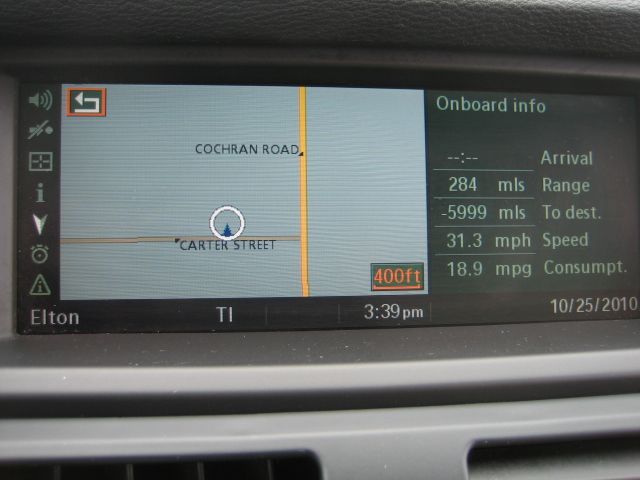 Onboard info
COCHRAN ROAD
--:-- Arrival
284 mls Range
-5999 mls To dest.
CARTER STREET
31.3 mph Speed
400ft
18.9 mpg Consumpt.
Elton TI 3:39pm 10/25/2010